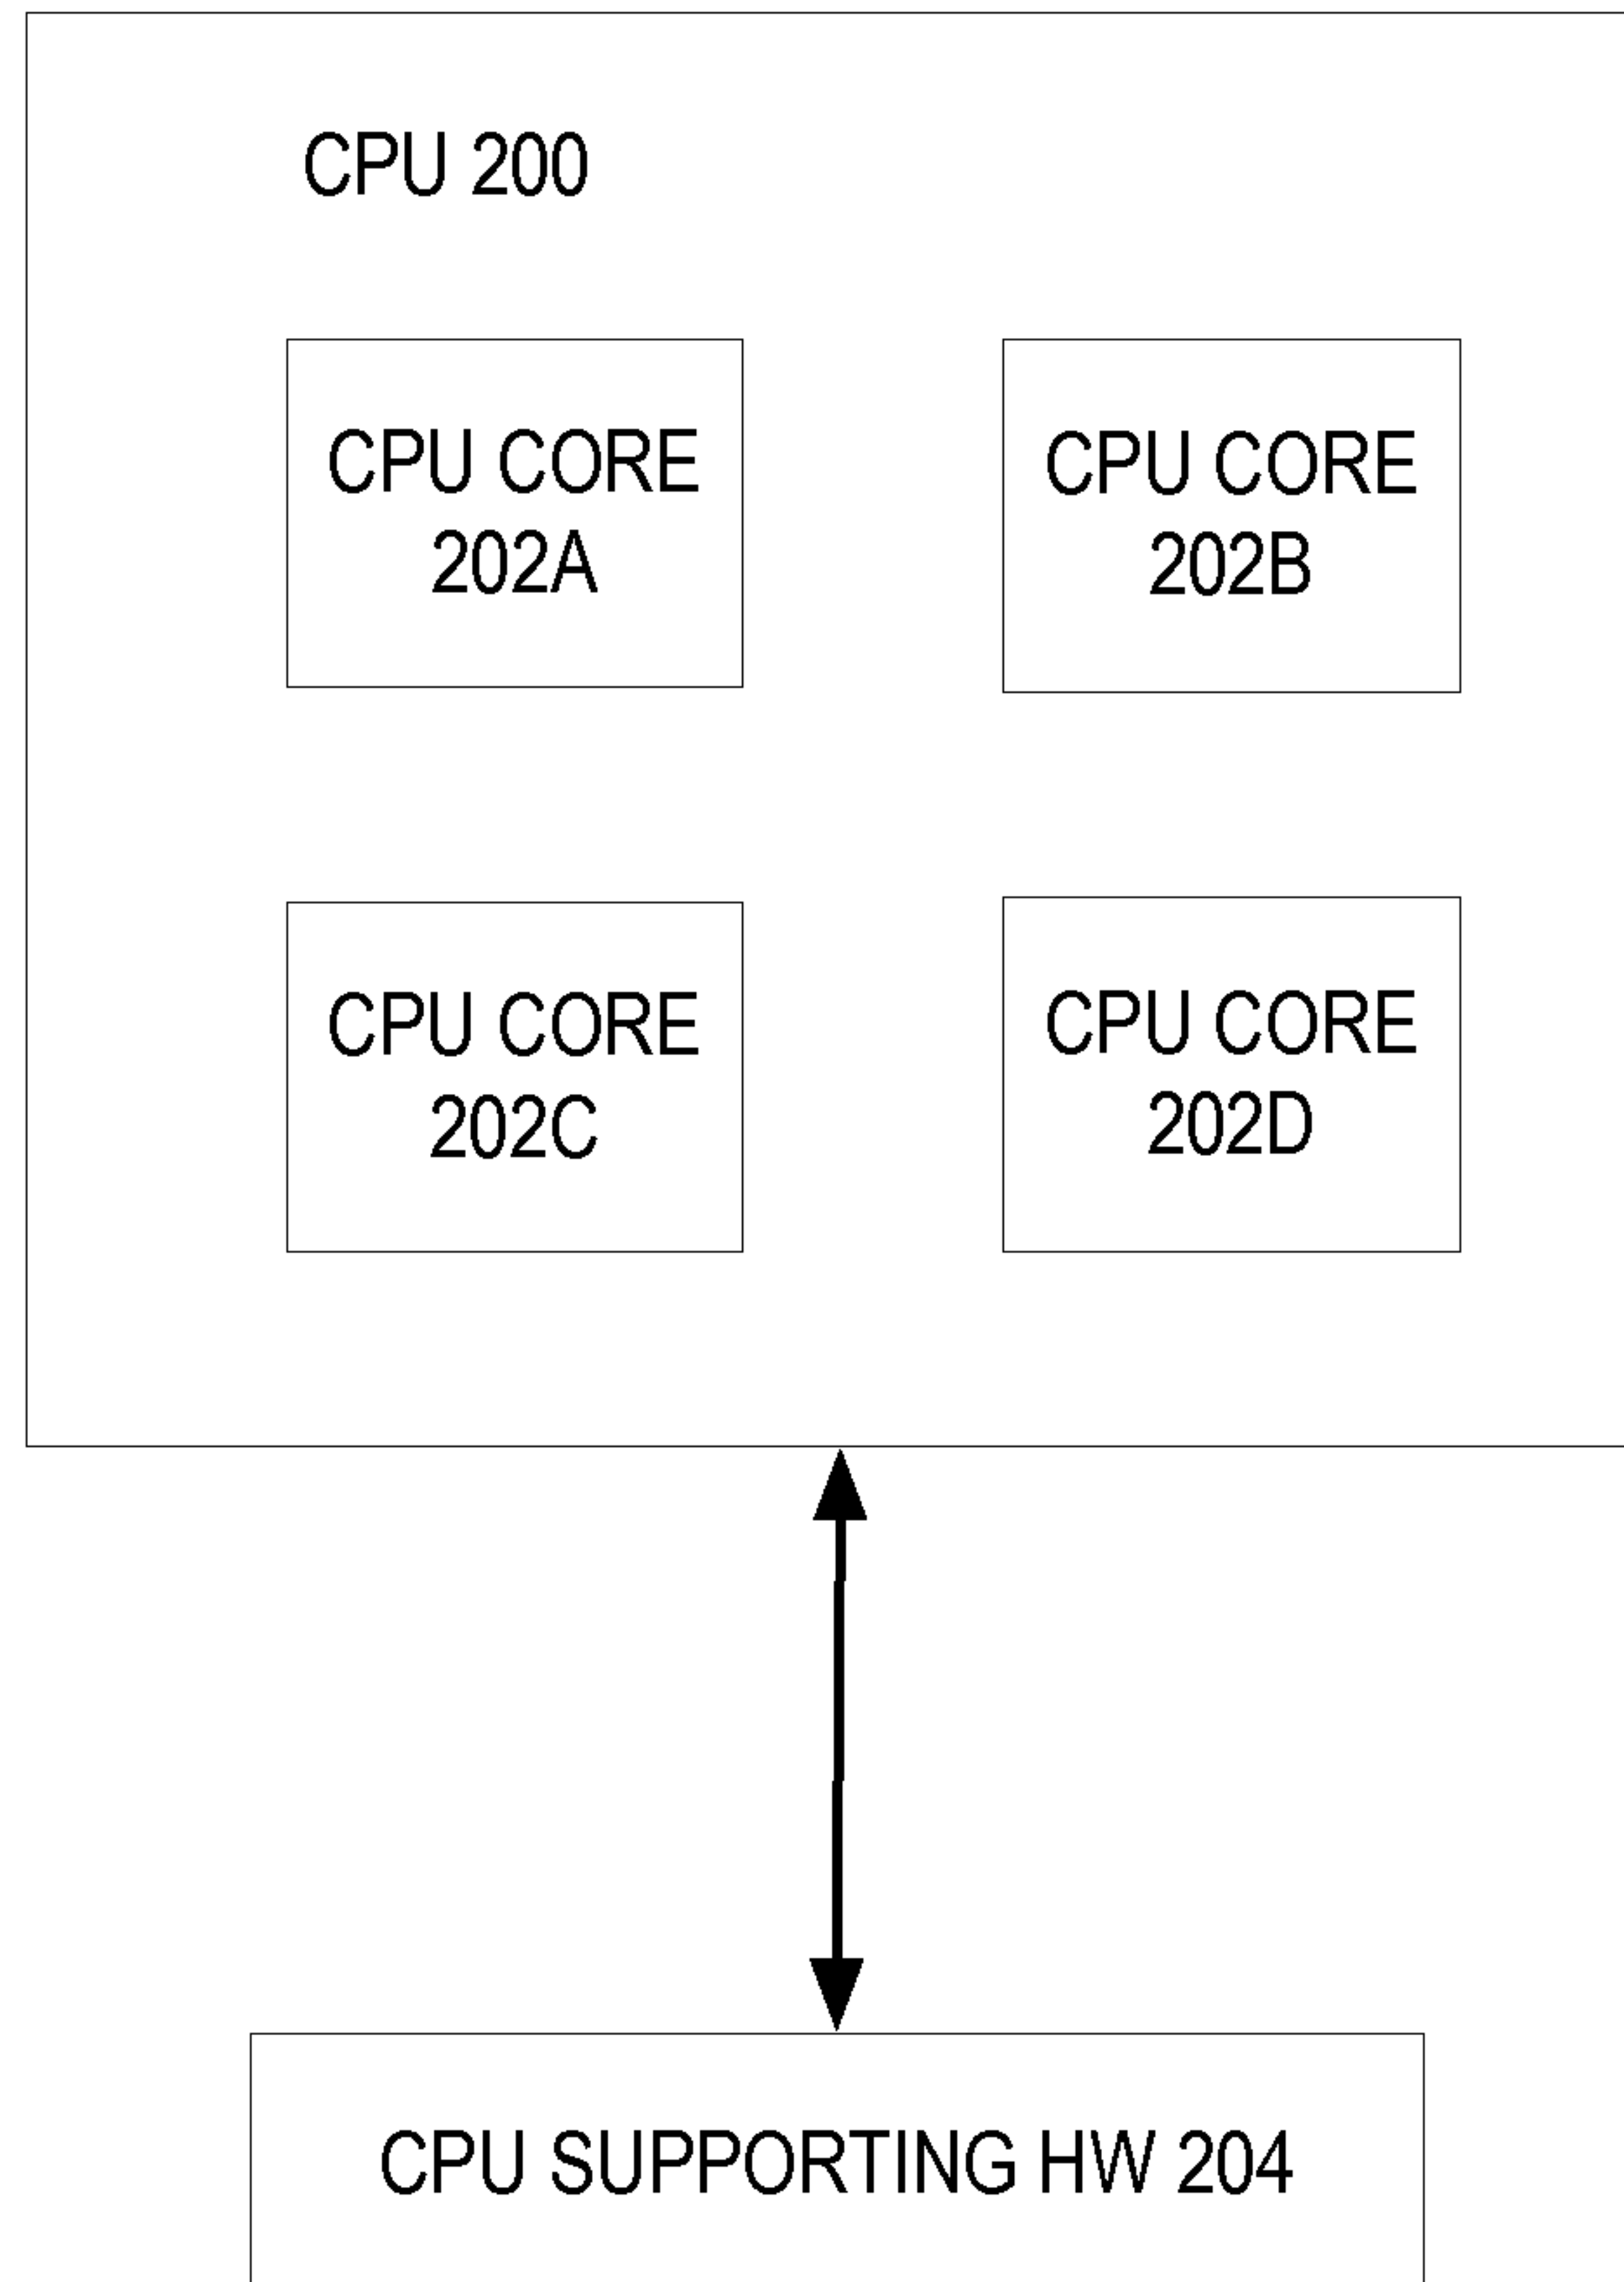 CPU 200
CPU CORE
202A
CPU CORE
202B
CPU CORE
202C
CPU CORE
202D
CPU SUPPORTING HW 204